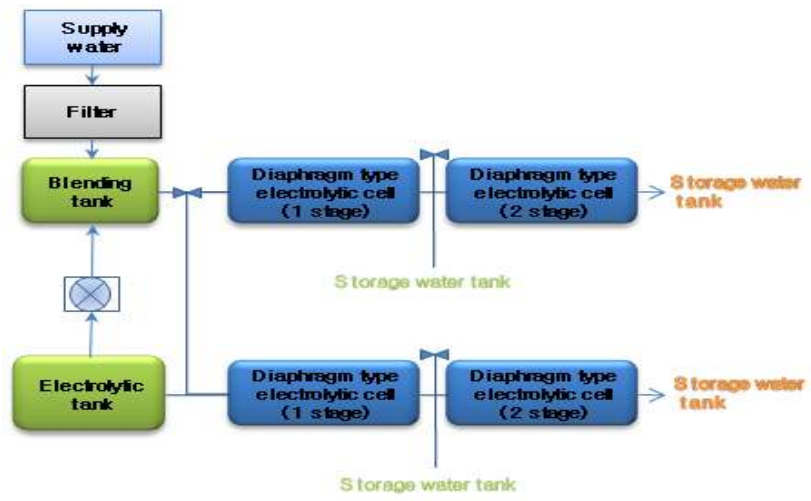 Supply
water
Filter
Blending
tank
Diaphragm type
electrolytic cell
(1 stage)
Diaphragm type
electrolytic cell
(2 stage)
Storage water
tank
Storage water tank
Electrolytic
tank
Diaphragm type
electrolytic cell
(1 stage)
Diaphragm type
electrolytic cell
(2 stage)
Storage water
tank
Storage water tank